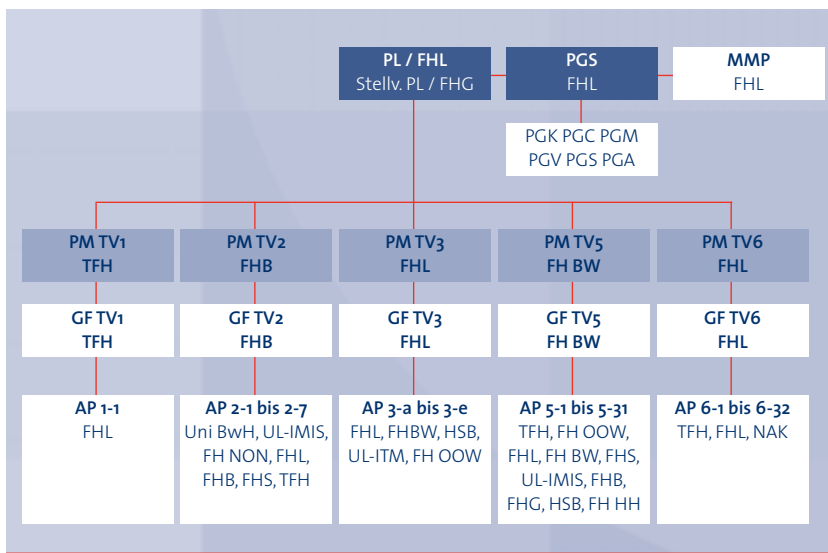 PL / FHL
Stellv. PL / FHG
PGS
FHL
MMP
FHL
PGK PGC PGM
PGV PGS PGA
PM TV1
TFH
PM TV2
FHB
PM TV3
FHL
PM TV5
FH BW
PM TV6
FHL
GF TV1
TFH
GF TV2
FHB
GF TV3
FHL
GF TV5
FH BW
GF TV6
FHL
AP 1-1
FHL
AP 2-1 bis 2-7
Uni BwH, UL-IMIS,
FH NON, FHL,
FHB, FHS, TFH
AP 3-a bis 3-e
FHL, FHBW, HSB,
UL-ITM, FH OOW
AP 5-1 bis 5-31
TFH, FH OOW,
FHL, FH BW, FHS,
UL-IMIS, FHB,
FHG, HSB, FH HH
AP 6-1 bis 6-32
TFH, FHL, NAK